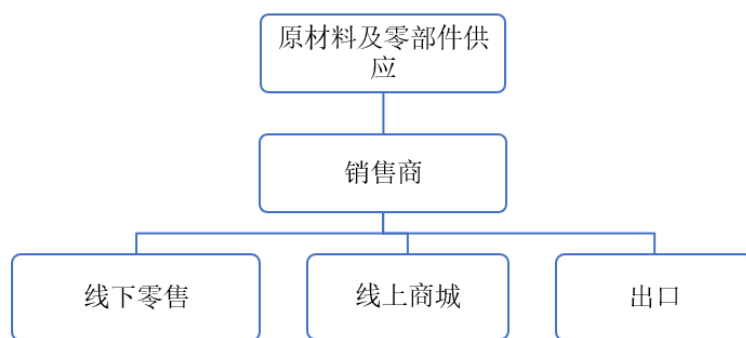 原材料及零部件供
应
销售商
线下零售
线上商城
出口